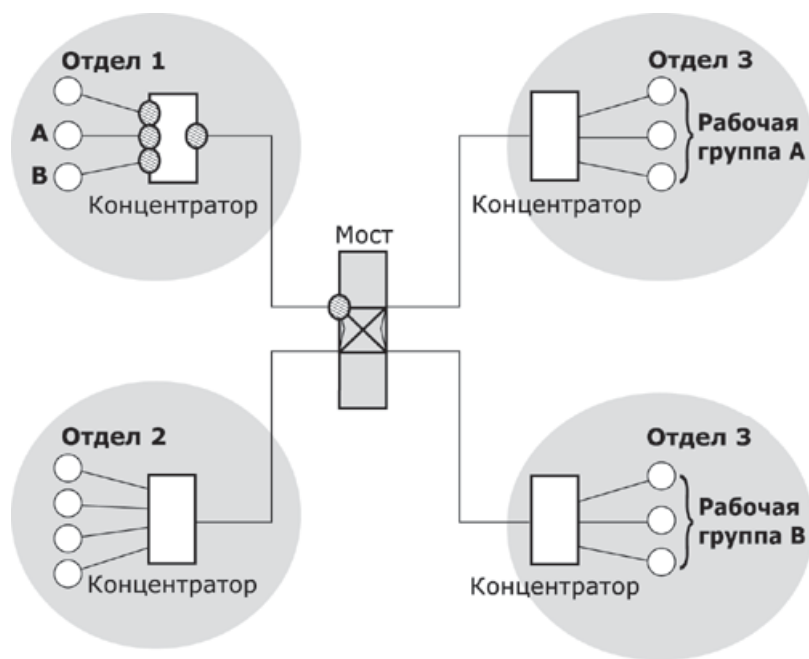 Отдел 1
A
B
Концентратор
Отдел 3
Рабочая
группа A
Концентратор
Мост
Отдел 2
Концентратор
Отдел 3
Рабочая
группа B
Концентратор